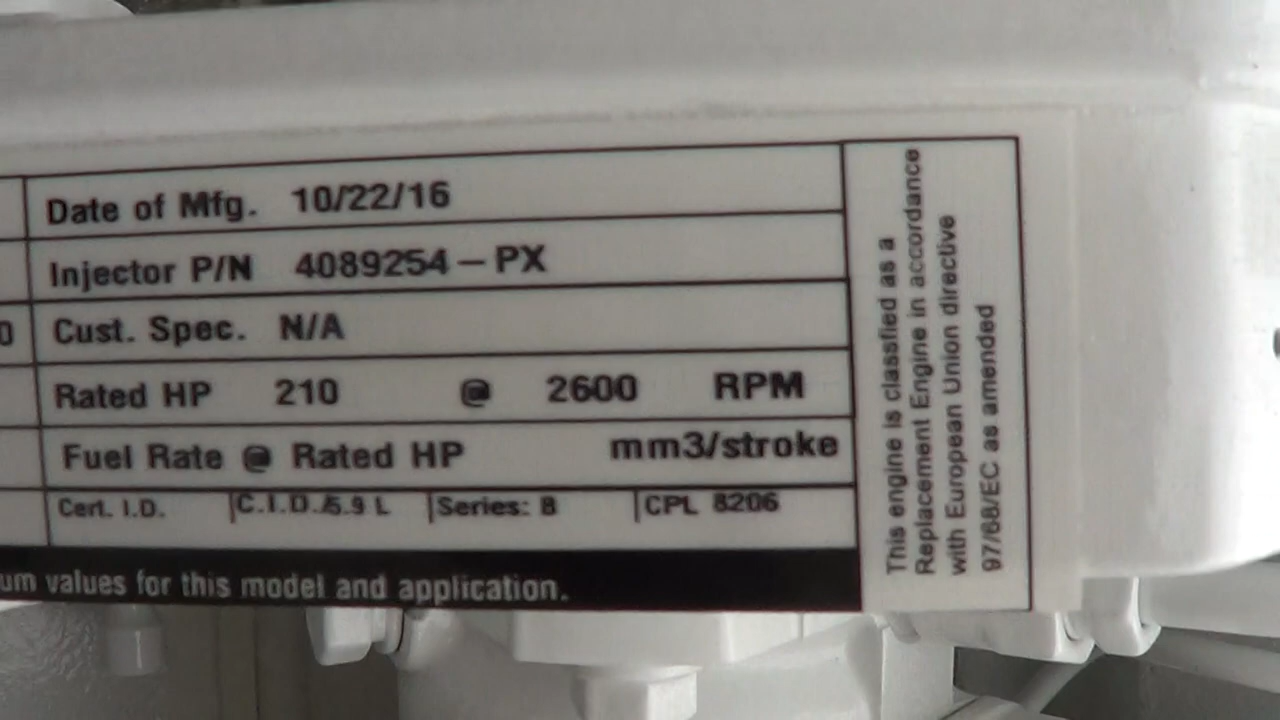 Date of Mfg. 10/22/16
Injector P/N 4089254-PX
0
Cust. Spec. N/A
Rated HP 210 @ 2600 RPM
Fuel Rate @ Rated HP mm3/stroke
Cert. I.D. C.I.D./5.9 L Series: B CPL 8206
um values for this model and application.
This engine is classfied as a
Replacement Engine in accordance
with European Union directive
97/68/EC as amended